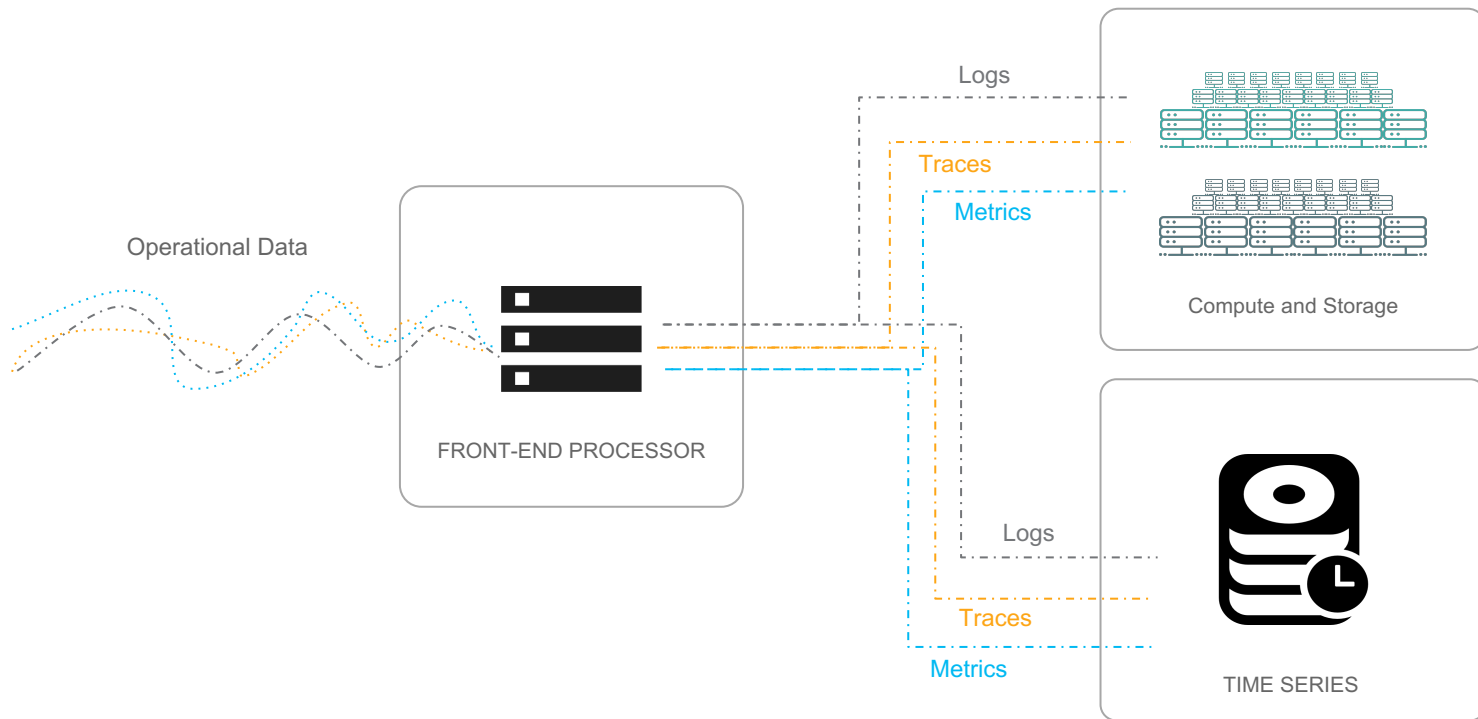 Logs
Traces
Metrics
Operational Data
Compute and Storage
FRONT-END PROCESSOR
Logs
Traces
Metrics
TIME SERIES